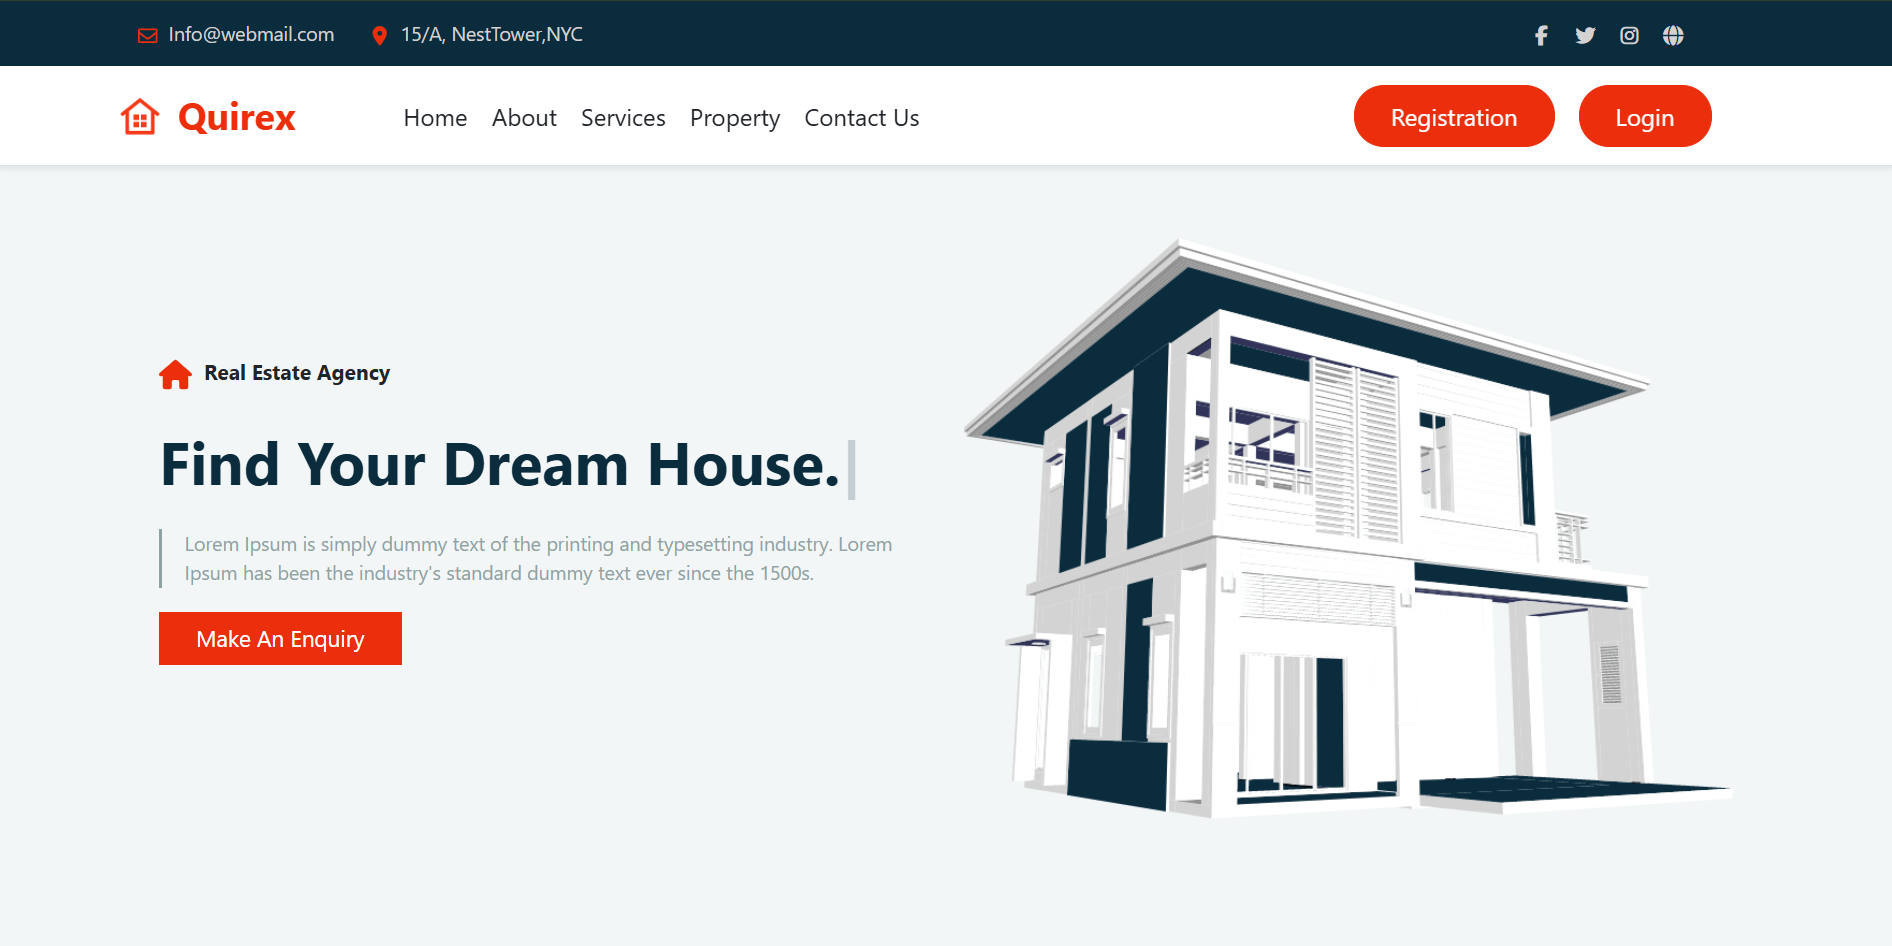 Info@webmail.com
15/A, NestTower,NYC
Quirex
Home
About
Services
Property
Contact Us
Registration
Login
Real Estate Agency
Find Your Dream House.
Lorem Ipsum is simply dummy text of the printing and typesetting industry. Lorem
Ipsum has been the industry's standard dummy text ever since the 1500s.
Make An Enquiry